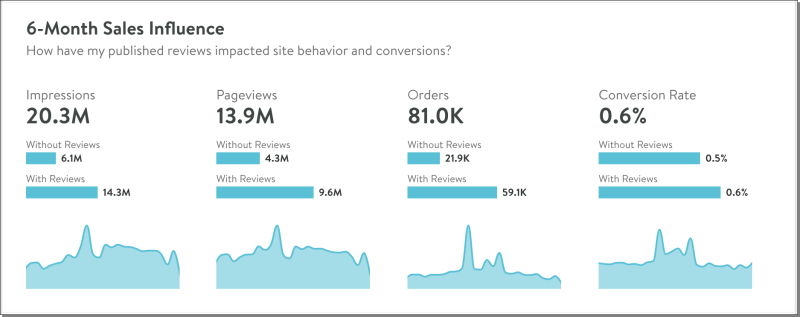 6-Month Sales Influence
How have my published reviews impacted site behavior and conversions?
Impressions
20.3M
Without Reviews
6.1M
With Reviews
14.3M
Pageviews
13.9M
Without Reviews
4.3M
With Reviews
9.6M
Orders
81.0K
Without Reviews
21.9K
With Reviews
59.1K
Conversion Rate
0.6%
Without Reviews
0.5%
With Reviews
0.6%